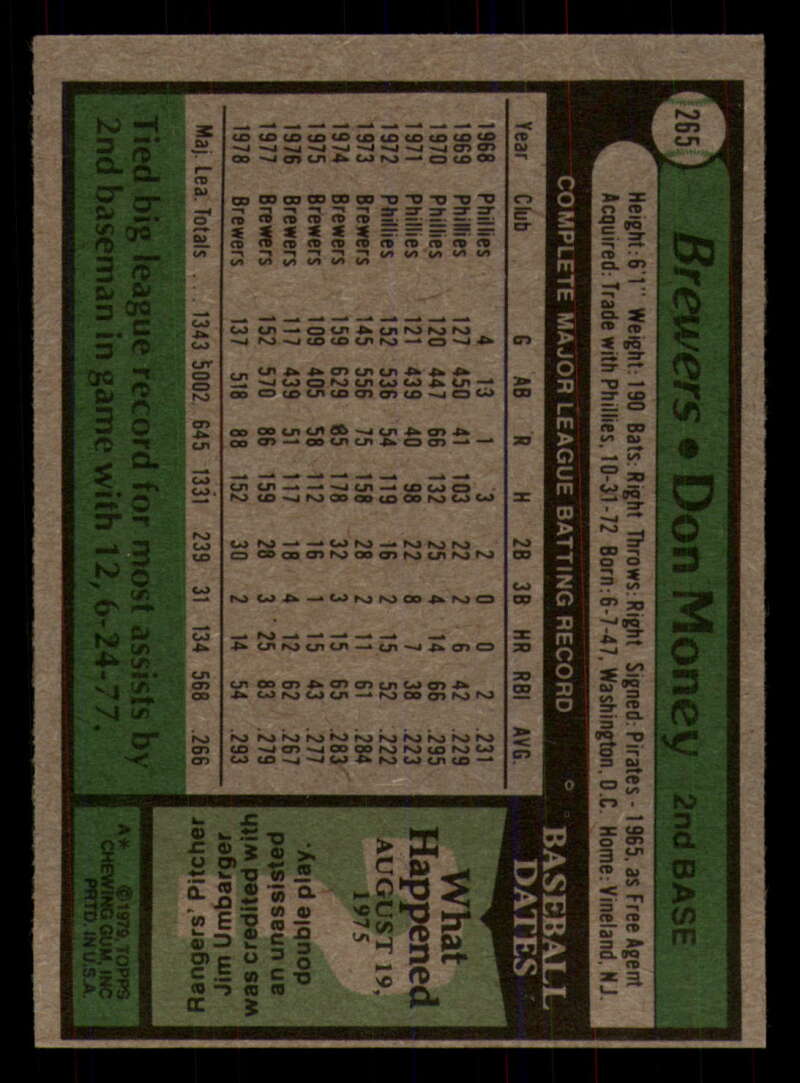 265
Brewers • Don Money 2nd BASE
Height: 6'1" Weight: 190 Bats: Right Throws: Right Signed: Pirates - 1965, as Free Agent
Acquired: Trade with Phillies, 10-31-72 Born: 6-7-47, Washington, D.C. Home: Vineland, N.J.
COMPLETE MAJOR LEAGUE BATTING RECORD
Year Club G AB R H 2B 3B HR RBI AVG.
1968 Phillies 4 13 1 3 2 0 0 2 .231
1969 Phillies 127 450 41 103 22 2 6 42 .229
1970 Phillies 120 447 66 132 25 4 14 66 .295
1971 Phillies 121 439 40 98 22 8 7 38 .223
1972 Phillies 152 536 54 119 16 2 15 52 .222
1973 Brewers 145 556 75 158 28 2 11 61 .284
1974 Brewers 159 629 85 178 32 3 15 65 .283
1975 Brewers 109 405 58 112 16 1 15 43 .277
1976 Brewers 117 439 51 117 18 4 12 62 .267
1977 Brewers 152 570 86 159 28 3 25 83 .279
1978 Brewers 137 518 88 152 30 2 14 54 .293
Maj. Lea. Totals . . . 1343 5002 645 1331 239 31 134 568 .266
Tied big league record for most assists by
2nd baseman in game with 12, 6-24-77.
BASEBALL
DATES
What
Happened
AUGUST 19,
1975
Rangers' Pitcher
Jim Umbarger
was credited with
an unassisted
double play.
A* ©1979 TOPPS
CHEWING GUM, INC.
PRTD. IN U.S.A.